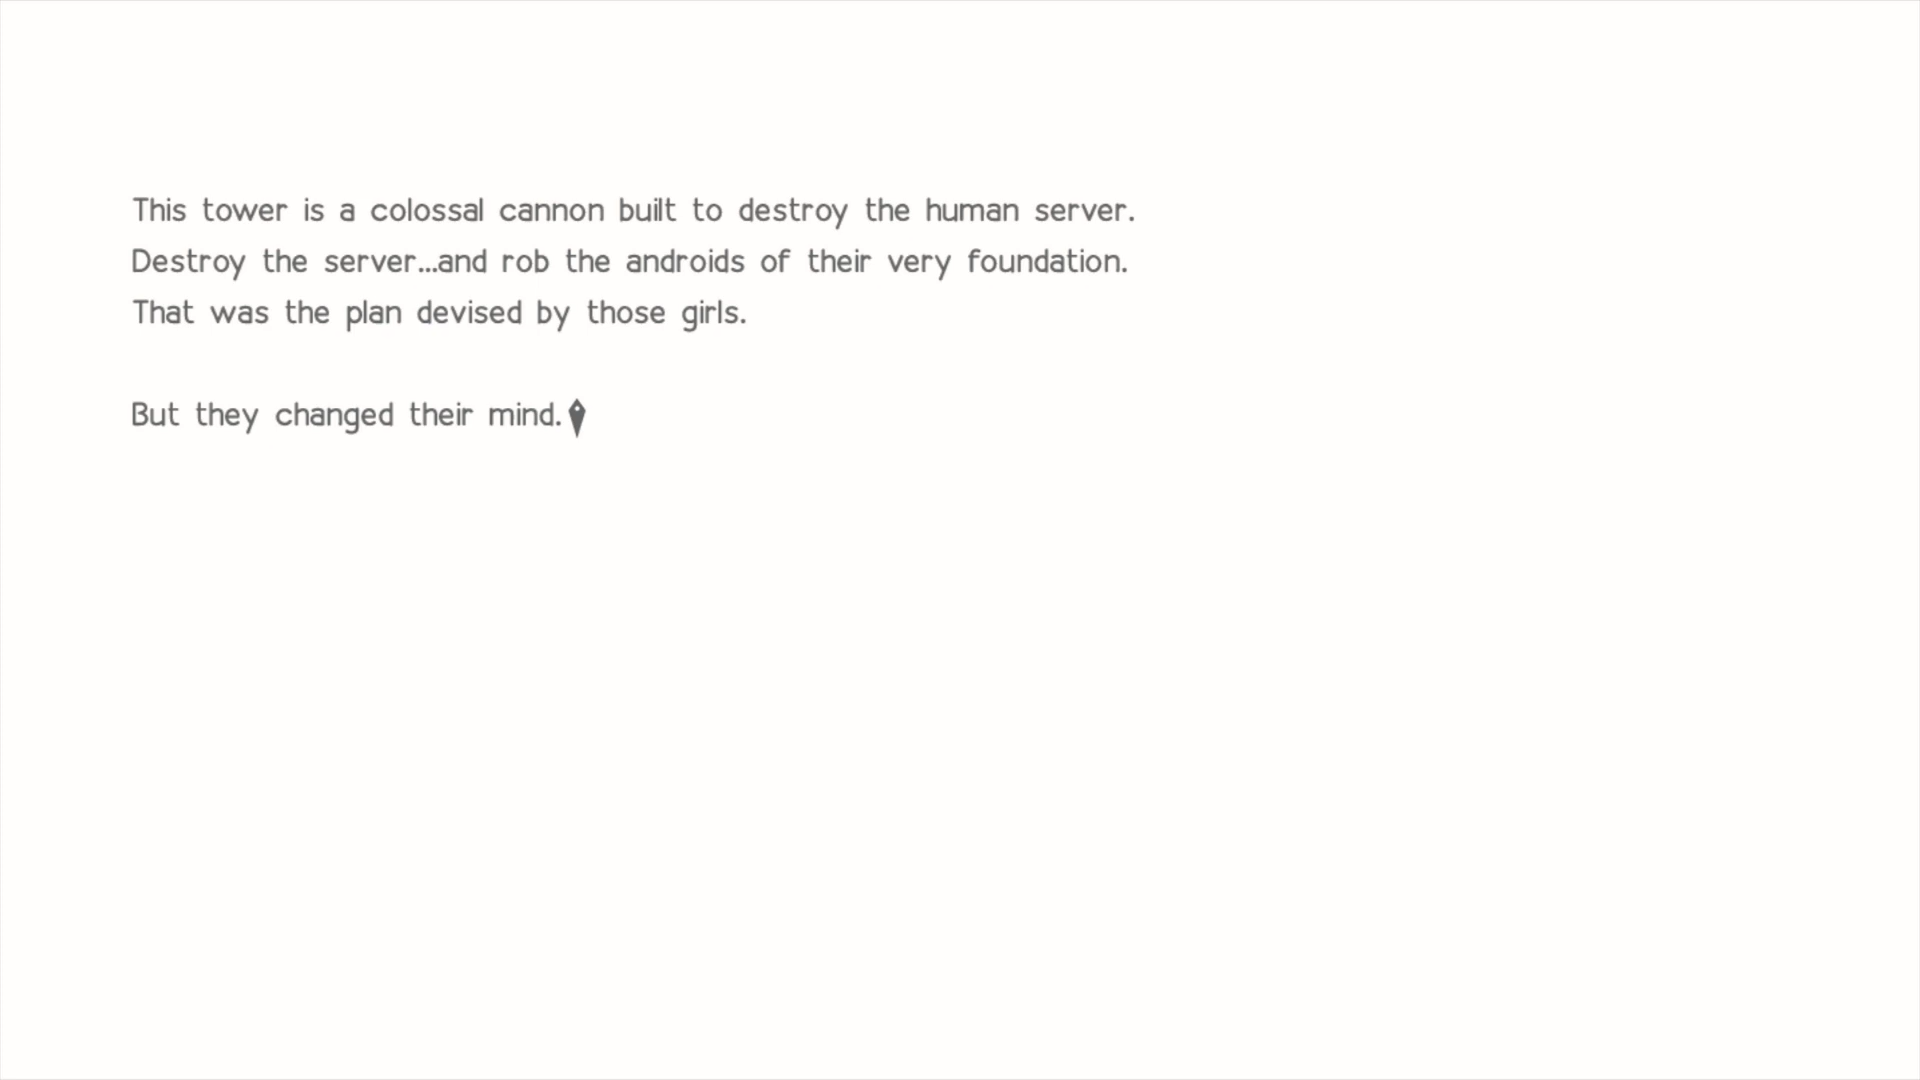 This tower is a colossal cannon built to destroy the human server.
Destroy the server...and rob the androids of their very foundation.
That was the plan devised by those girls.
But they changed their mind.